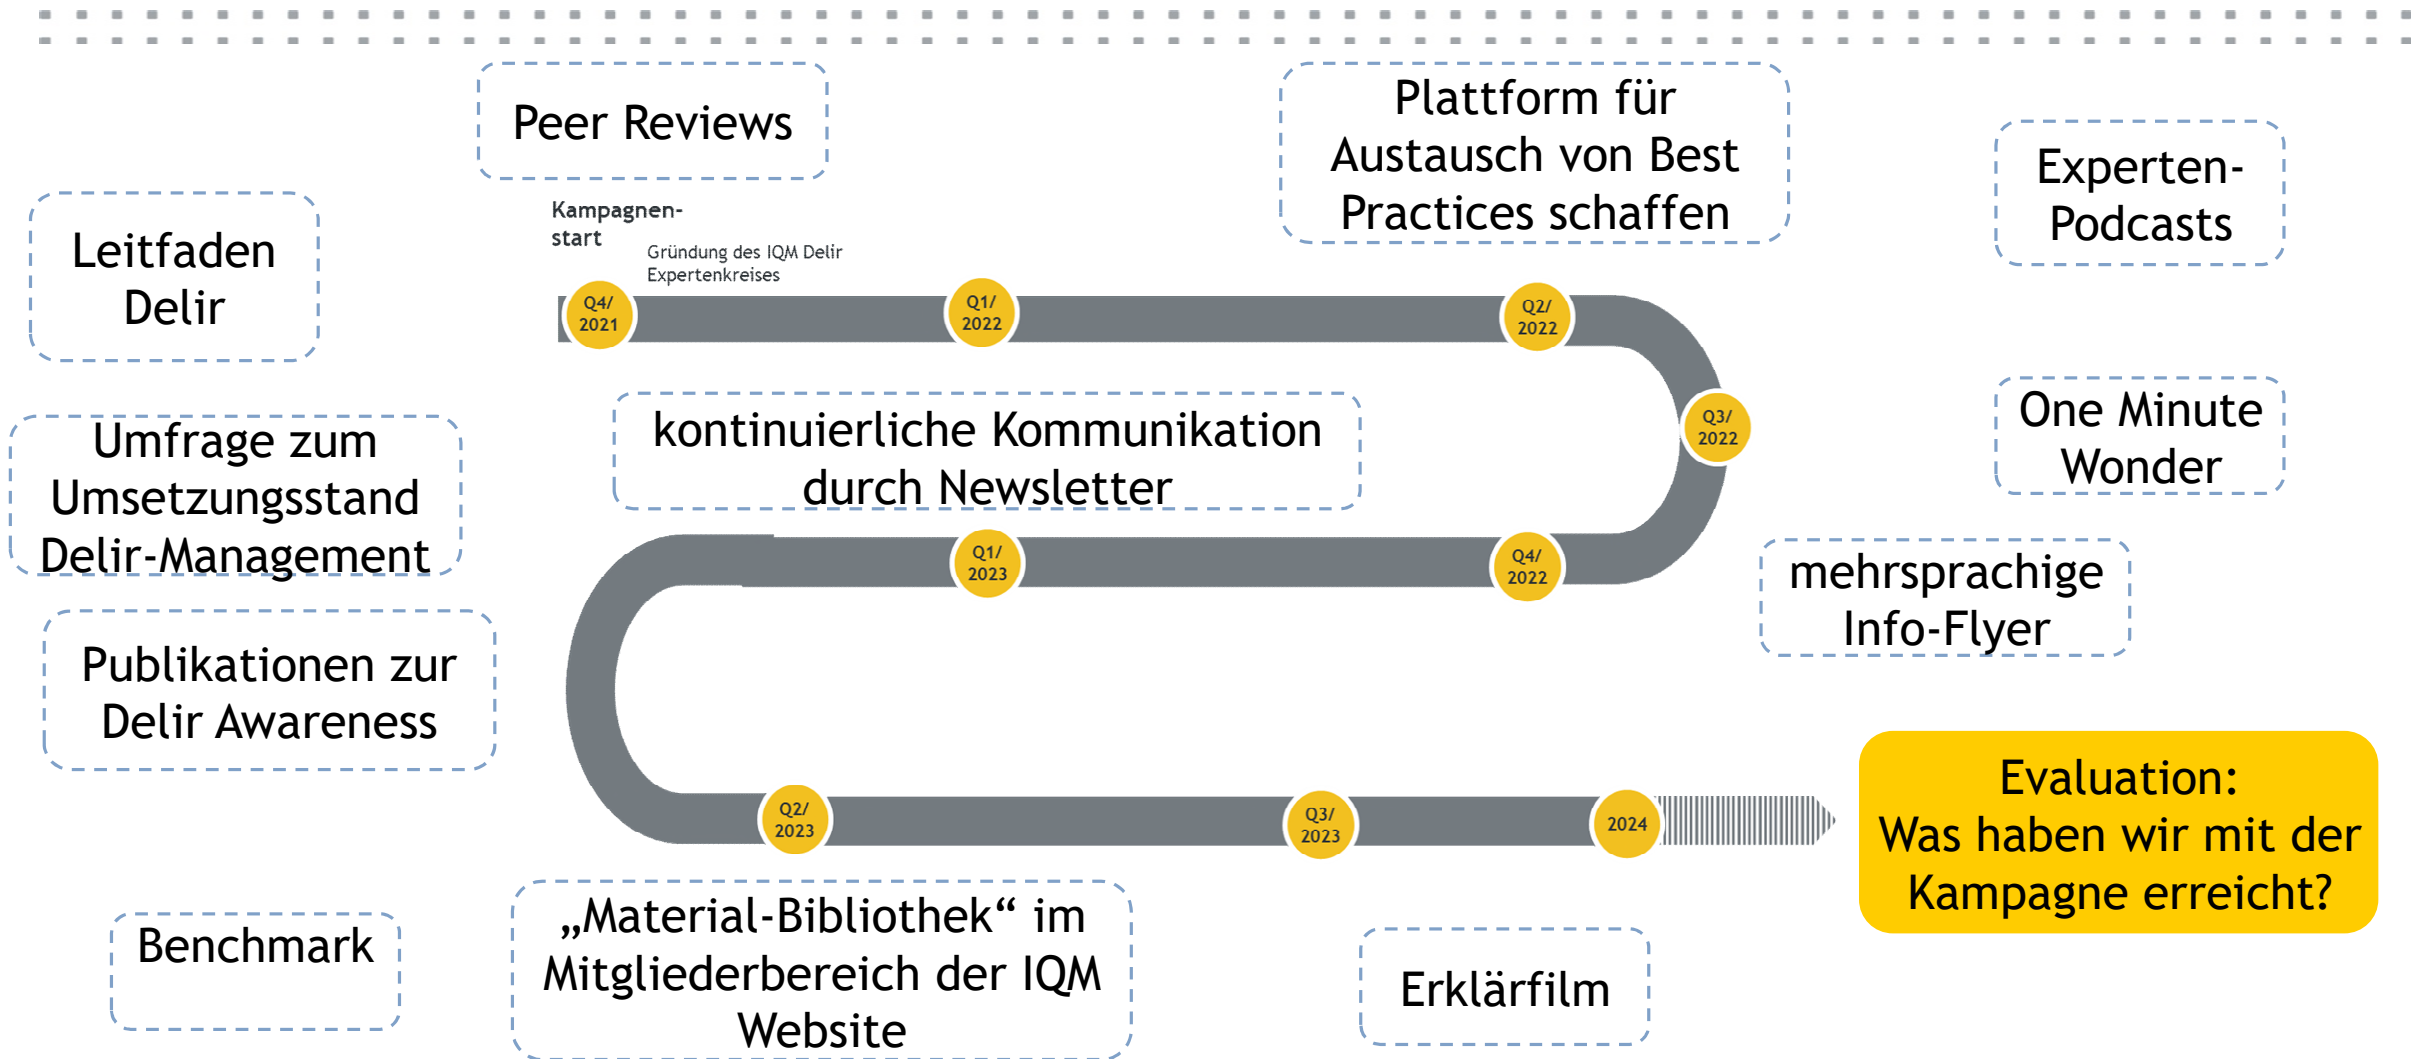 Peer Reviews
Plattform für
Austausch von Best
Practices schaffen
Experten-
Podcasts
Leitfaden
Delir
Kampagnen-
start
Gründung des IQM Delir
Expertenkreises
Q4/
2021
Q1/
2022
Q2/
2022
Q3/
2022
One Minute
Wonder
Umfrage zum
Umsetzungsstand
Delir-Management
kontinuierliche Kommunikation
durch Newsletter
Q1/
2023
Q4/
2022
mehrsprachige
Info-Flyer
Publikationen zur
Delir Awareness
Q2/
2023
Q3/
2023
2024
Evaluation:
Was haben wir mit der
Kampagne erreicht?
Benchmark
„Material-Bibliothek“ im
Mitgliederbereich der IQM
Website
Erklärfilm